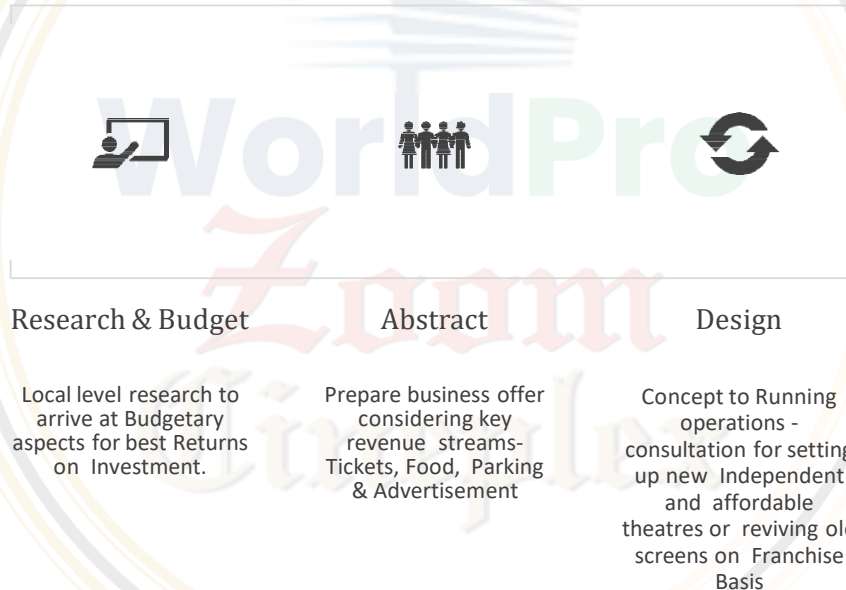 WorldPro
Zoom
Cineplex
Research & Budget
Local level research to
arrive at Budgetary
aspects for best Returns
on Investment.
Abstract
Prepare business offer
considering key
revenue streams-
Tickets, Food, Parking
& Advertisement
Design
Concept to Running
operations -
consultation for setting
up new Independent
and affordable
theatres or reviving old
screens on Franchise
Basis